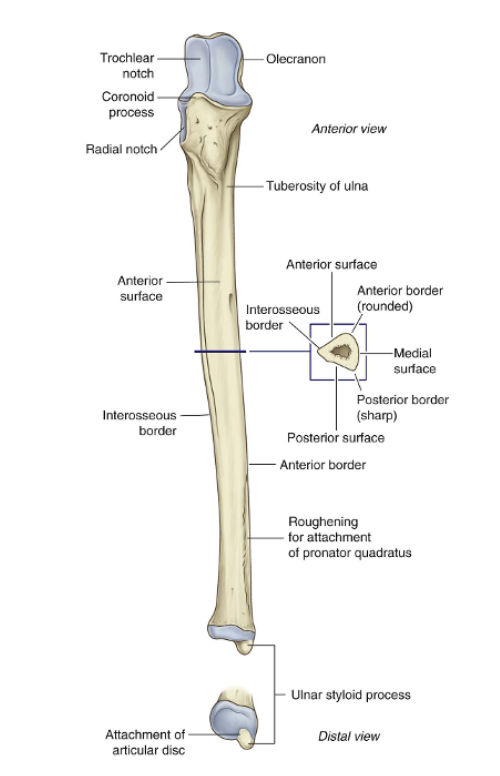 Trochlear
notch
Olecranon
Coronoid
process
Anterior view
Radial notch
Tuberosity of ulna
Anterior surface
Anterior
surface
Anterior border
(rounded)
Interosseous
border
Medial
surface
Posterior border
(sharp)
Interosseous
border
Posterior surface
Anterior border
Roughening
for attachment
of pronator quadratus
Ulnar styloid process
Attachment of
articular disc
Distal view